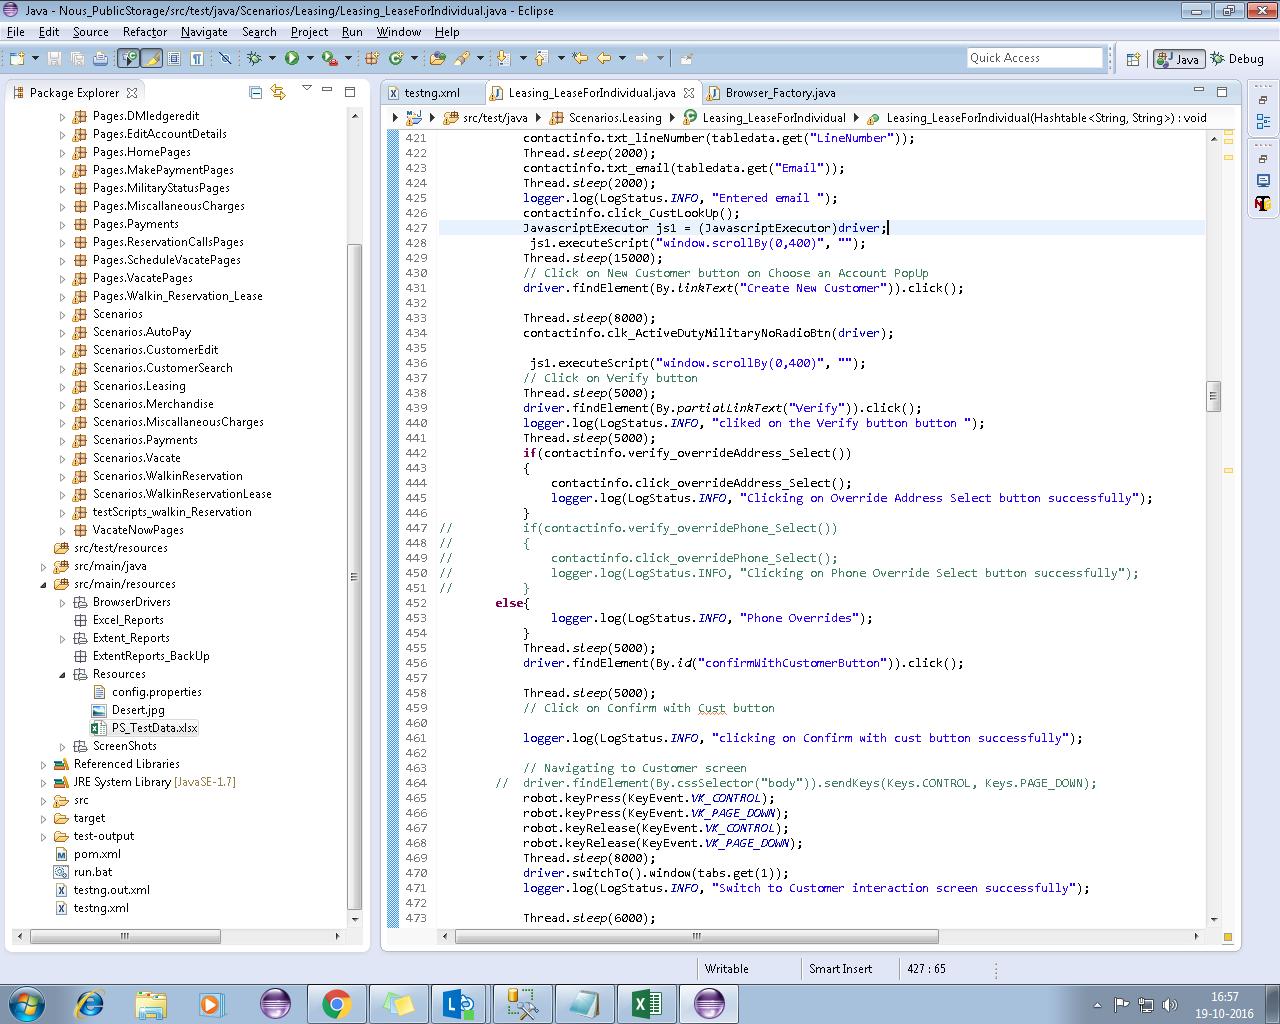 Java - Nous_PublicStorage/src/test/java/Scenarios/Leasing/Leasing_LeaseForIndividual.java - Eclipse
File Edit Source Refactor Navigate Search Project Run Window Help
Quick Access Java Debug
Package Explorer testng.xml Leasing_LeaseForIndividual.java Browser_Factory.java
src/test/java Scenarios.Leasing Leasing_LeaseForIndividual Leasing_LeaseForIndividual(Hashtable<String, String>) : void
Pages.DMledgeredit
Pages.EditAccountDetails
Pages.HomePages
Pages.MakePaymentPages
Pages.MilitaryStatusPages
Pages.MiscallaneousCharges
Pages.Payments
Pages.ReservationCallsPages
Pages.ScheduleVacatePages
Pages.VacatePages
Pages.Walkin_Reservation_Lease
Scenarios
Scenarios.AutoPay
Scenarios.CustomerEdit
Scenarios.CustomerSearch
Scenarios.Leasing
Scenarios.Merchandise
Scenarios.MiscallaneousCharges
Scenarios.Payments
Scenarios.Vacate
Scenarios.WalkinReservation
Scenarios.WalkinReservationLease
testScripts_walkin_Reservation
VacateNowPages
src/test/resources
src/main/java
src/main/resources
BrowserDrivers
Excel_Reports
Extent_Reports
ExtentReports_BackUp
Resources
config.properties
Desert.jpg
PS_TestData.xlsx
ScreenShots
Referenced Libraries
JRE System Library [JavaSE-1.7]
src
target
test-output
pom.xml
run.bat
testng.out.xml
testng.xml
421 contactinfo.txt_lineNumber(tabledata.get("LineNumber"));
422 Thread.sleep(2000);
423 contactinfo.txt_email(tabledata.get("Email"));
424 Thread.sleep(2000);
425 logger.log(LogStatus.INFO, "Entered email ");
426 contactinfo.click_CustLookUp();
427 JavascriptExecutor js1 = (JavascriptExecutor)driver;
428 js1.executeScript("window.scrollBy(0,400)", "");
429 Thread.sleep(15000);
430 // Click on New Customer button on Choose an Account PopUp
431 driver.findElement(By.linkText("Create New Customer")).click();
432
433 Thread.sleep(8000);
434 contactinfo.clk_ActiveDutyMilitaryNoRadioBtn(driver);
435
436 js1.executeScript("window.scrollBy(0,400)", "");
437 // Click on Verify button
438 Thread.sleep(5000);
439 driver.findElement(By.partialLinkText("Verify")).click();
440 logger.log(LogStatus.INFO, "cliked on the Verify button button ");
441 Thread.sleep(5000);
442 if(contactinfo.verify_overrideAddress_Select())
443 {
444 contactinfo.click_overrideAddress_Select();
445 logger.log(LogStatus.INFO, "Clicking on Override Address Select button successfully");
446 }
447 // if(contactinfo.verify_overridePhone_Select())
448 // {
449 // contactinfo.click_overridePhone_Select();
450 // logger.log(LogStatus.INFO, "Clicking on Phone Override Select button successfully");
451 // }
452 else{
453 logger.log(LogStatus.INFO, "Phone Overrides");
454 }
455 Thread.sleep(5000);
456 driver.findElement(By.id("confirmWithCustomerButton")).click();
457
458 Thread.sleep(5000);
459 // Click on Confirm with Cust button
460
461 logger.log(LogStatus.INFO, "clicking on Confirm with cust button successfully");
462
463 // Navigating to Customer screen
464 // driver.findElement(By.cssSelector("body")).sendKeys(Keys.CONTROL, Keys.PAGE_DOWN);
465 robot.keyPress(KeyEvent.VK_CONTROL);
466 robot.keyPress(KeyEvent.VK_PAGE_DOWN);
467 robot.keyRelease(KeyEvent.VK_CONTROL);
468 robot.keyRelease(KeyEvent.VK_PAGE_DOWN);
469 Thread.sleep(8000);
470 driver.switchTo().window(tabs.get(1));
471 logger.log(LogStatus.INFO, "Switch to Customer interaction screen successfully");
472
473 Thread.sleep(6000);
Writable Smart Insert 427 : 65
16:57
19-10-2016